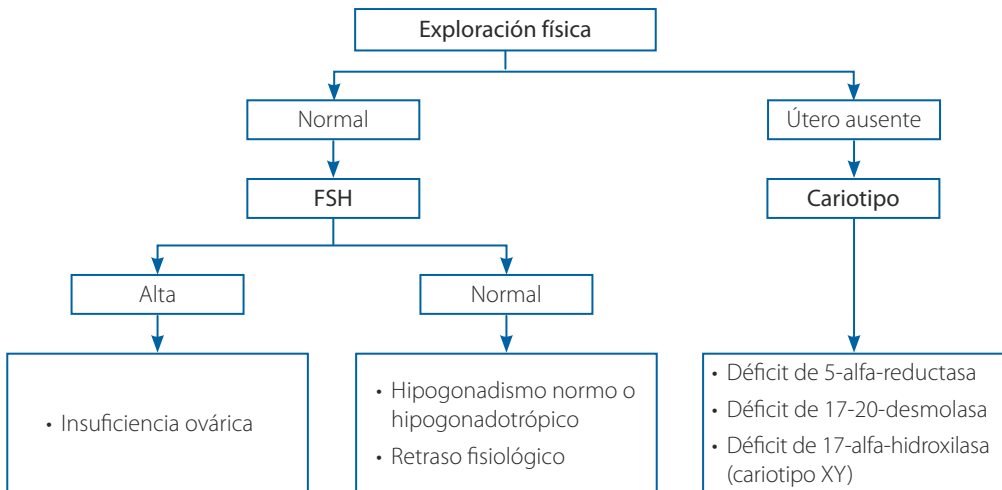 Exploración física
Normal
Útero ausente
FSH
Cariotipo
Alta
Normal
• Insuficiencia ovárica
• Hipogonadismo normo o
hipogonadotrópico
• Retraso fisiológico
• Déficit de 5-alfa-reductasa
• Déficit de 17-20-desmolasa
• Déficit de 17-alfa-hidroxilasa
(cariotipo XY)